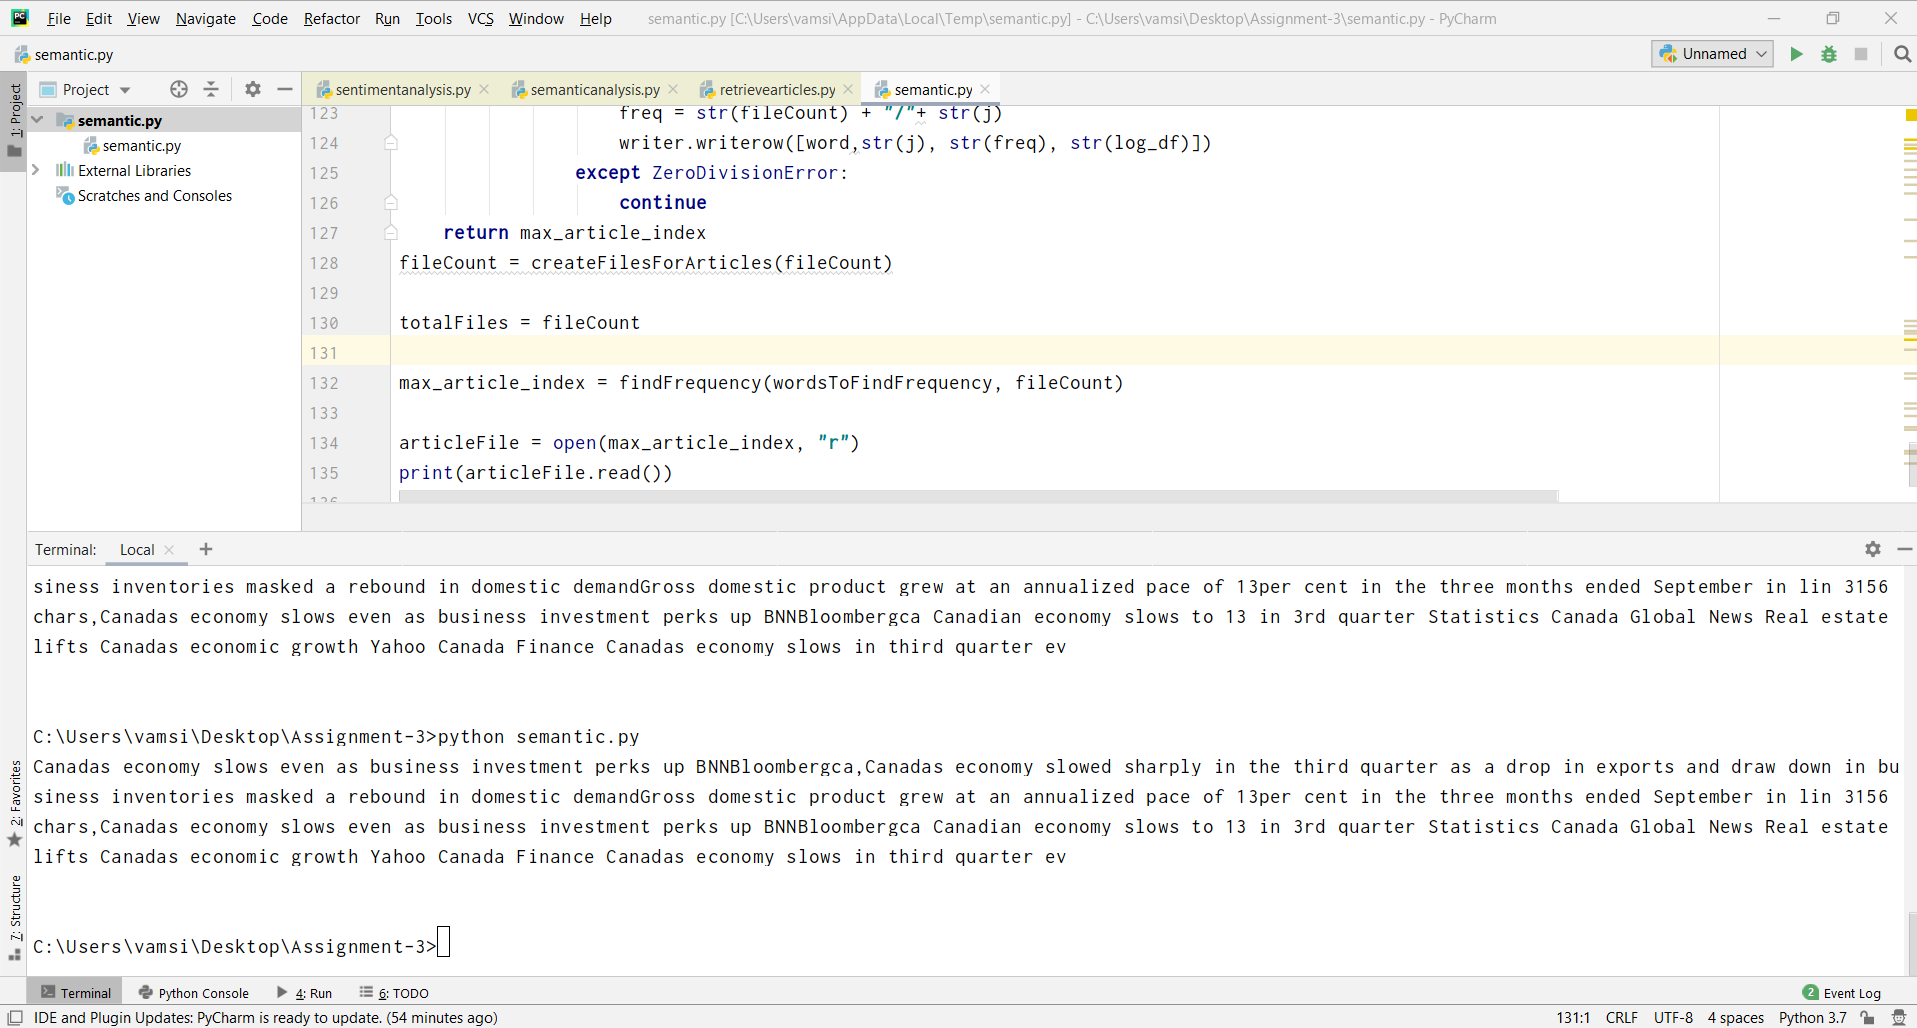 File Edit View Navigate Code Refactor Run Tools VCS Window Help semantic.py [C:\Users\vamsi\AppData\Local\Temp\semantic.py] - C:\Users\vamsi\Desktop\Assignment-3\semantic.py - PyCharm
semantic.py
Unnamed
1: Project
Project
semantic.py
semantic.py
External Libraries
Scratches and Consoles
sentimentanalysis.py semanticanalysis.py retrievearticles.py semantic.py
123 freq = str(fileCount) + "/"+ str(j)
124 writer.writerow([word,str(j), str(freq), str(log_df)])
125 except ZeroDivisionError:
126 continue
127 return max_article_index
128 fileCount = createFilesForArticles(fileCount)
129
130 totalFiles = fileCount
131
132 max_article_index = findFrequency(wordsToFindFrequency, fileCount)
133
134 articleFile = open(max_article_index, "r")
135 print(articleFile.read())
136
Terminal: Local
siness inventories masked a rebound in domestic demandGross domestic product grew at an annualized pace of 13per cent in the three months ended September in lin 3156
chars,Canadas economy slows even as business investment perks up BNNBloombergca Canadian economy slows to 13 in 3rd quarter Statistics Canada Global News Real estate
lifts Canadas economic growth Yahoo Canada Finance Canadas economy slows in third quarter ev
C:\Users\vamsi\Desktop\Assignment-3>python semantic.py
Canadas economy slows even as business investment perks up BNNBloombergca,Canadas economy slowed sharply in the third quarter as a drop in exports and draw down in bu
siness inventories masked a rebound in domestic demandGross domestic product grew at an annualized pace of 13per cent in the three months ended September in lin 3156
chars,Canadas economy slows even as business investment perks up BNNBloombergca Canadian economy slows to 13 in 3rd quarter Statistics Canada Global News Real estate
lifts Canadas economic growth Yahoo Canada Finance Canadas economy slows in third quarter ev
C:\Users\vamsi\Desktop\Assignment-3>
2: Favorites
7: Structure
Terminal Python Console 4: Run 6: TODO 2 Event Log
IDE and Plugin Updates: PyCharm is ready to update. (54 minutes ago) 131:1 CRLF UTF-8 4 spaces Python 3.7